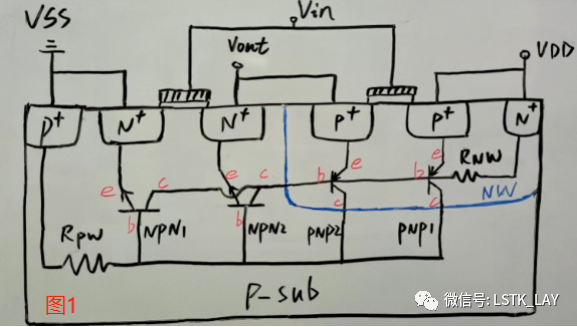 Vin
VSS
Vout
VDD
P+
N+
N+
P+
P+
N+
e
c
e
c
b
e
b
e
RNW
NW
b
NPN1
b
NPN2
c
PNP2
c
PNP1
RPW
图1
P-sub
微信号: LSTK_LAY